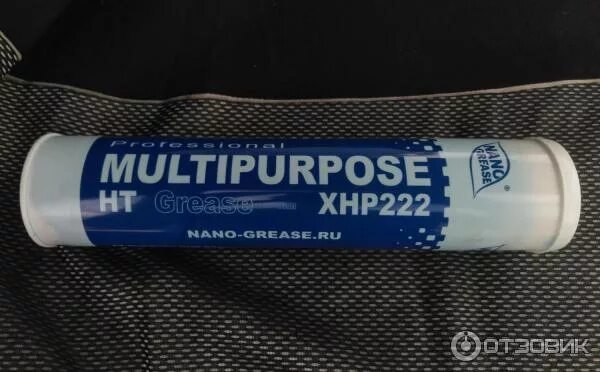 Professional
MULTIPURPOSE
HT Grease XHP222
NANO-GREASE.RU
NANO
GREASE
®
ОТЗОВИК